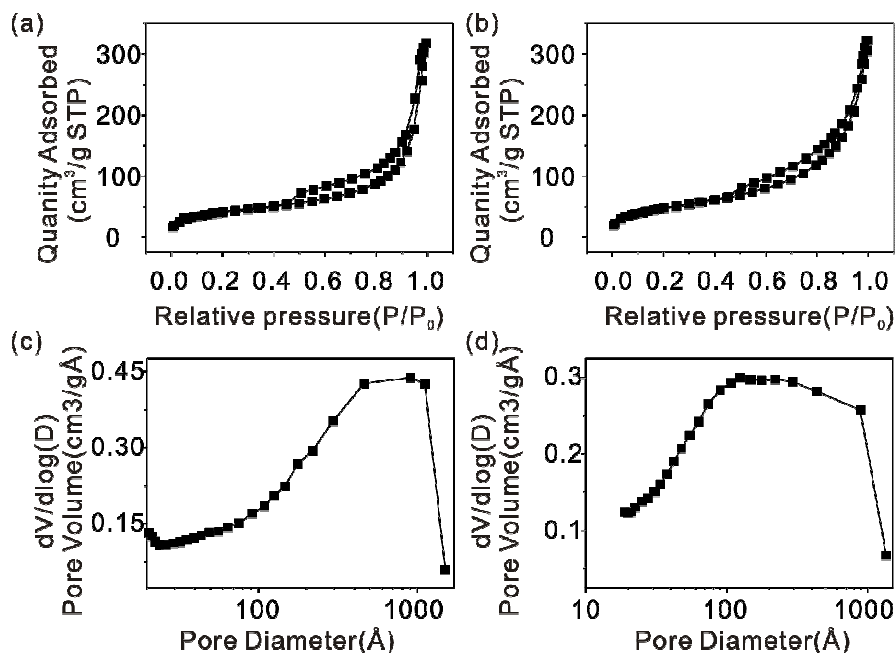 (a)
Quanity Adsorbed
(cm³/g STP)
300
200
100
0
0.0 0.2 0.4 0.6 0.8 1.0
Relative pressure(P/P₀)
(b)
Quanity Adsorbed
(cm³/g STP)
300
200
100
0
0.0 0.2 0.4 0.6 0.8 1.0
Relative pressure(P/P₀)
(c)
dV/dlog(D)
Pore Volume(cm3/gÅ)
0.45
0.30
0.15
100 1000
Pore Diameter(Å)
(d)
dV/dlog(D)
Pore Volume(cm3/gÅ)
0.3
0.2
0.1
10 100 1000
Pore Diameter(Å)